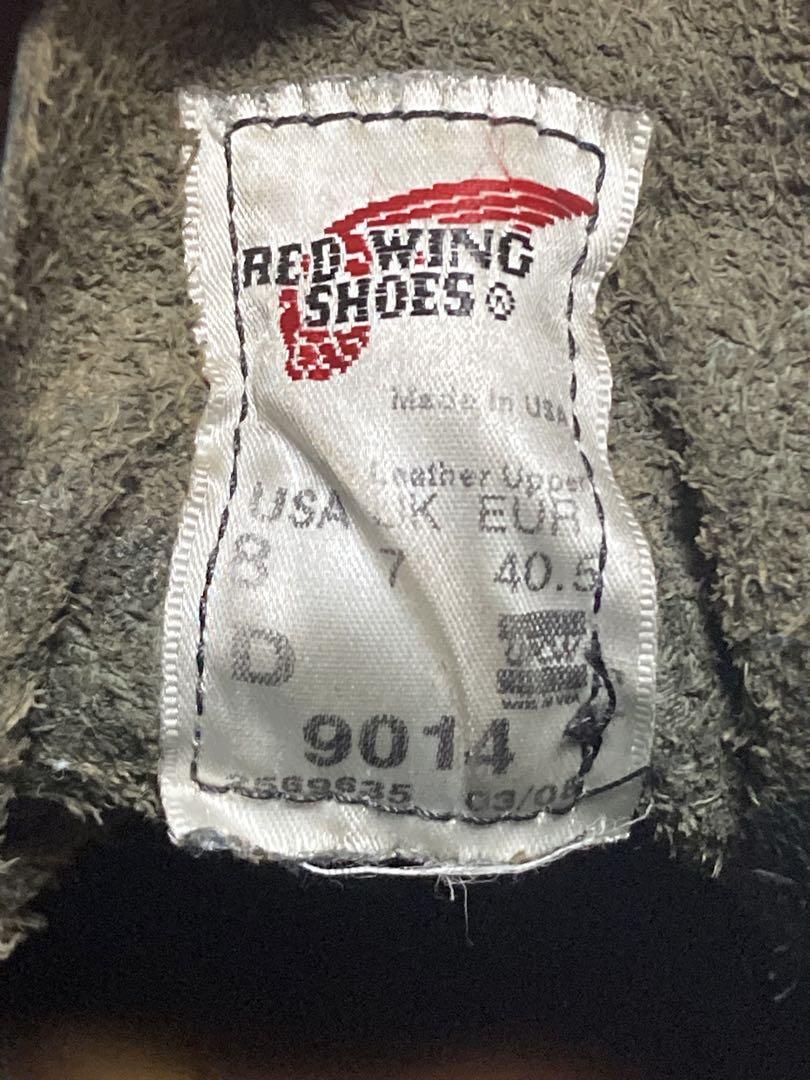 RED WING
SHOES ®
Made in USA
Leather Upper
USA UK EUR
8 7 40.5
D
9014